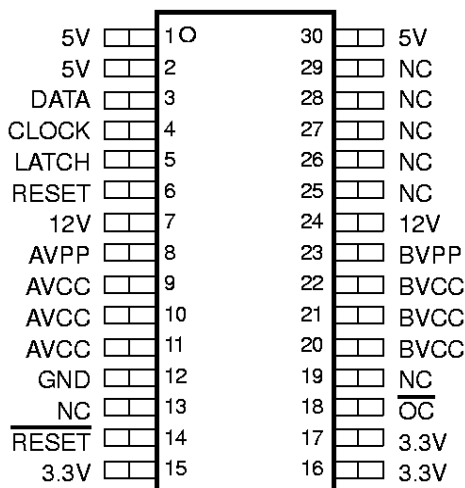 5V 1 30 5V
5V 2 29 NC
DATA 3 28 NC
CLOCK 4 27 NC
LATCH 5 26 NC
RESET 6 25 NC
12V 7 24 12V
AVPP 8 23 BVPP
AVCC 9 22 BVCC
AVCC 10 21 BVCC
AVCC 11 20 BVCC
GND 12 19 NC
NC 13 18 O̅C̅
R̅E̅S̅E̅T̅ 14 17 3.3V
3.3V 15 16 3.3V